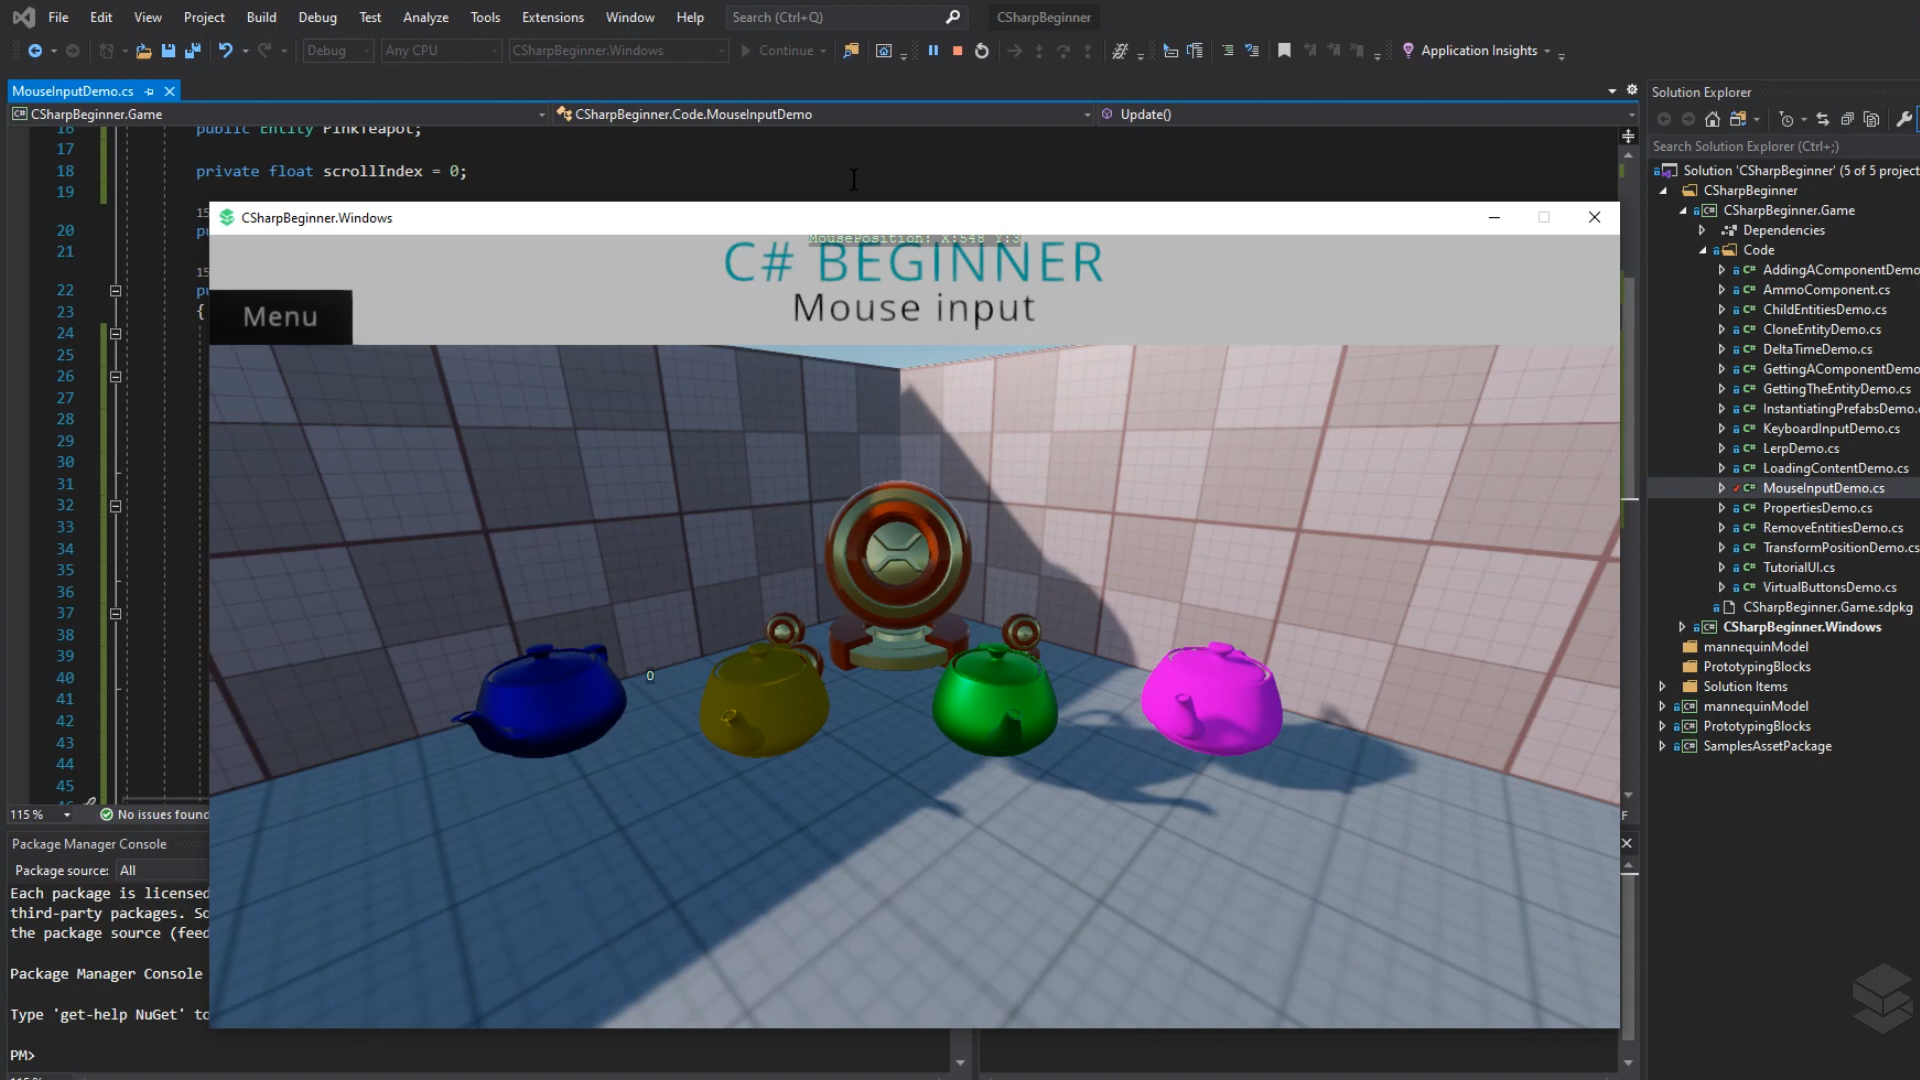 File Edit View Project Build Debug Test Analyze Tools Extensions Window Help Search (Ctrl+Q) CSharpBeginner
Debug Any CPU CSharpBeginner.Windows Continue Application Insights
MouseInputDemo.cs
CSharpBeginner.Game CSharpBeginner.Code.MouseInputDemo Update()
16 public Entity PinkTeapot;
17
18 private float scrollIndex = 0;
19
20
21
22
23 {
24
25
26
27
28
29
30
31
32
33
34
35
36
37
38
39
40
41
42
43
44
45
115 % No issues found
CSharpBeginner.Windows
MousePosition: X:548 Y:3
C# BEGINNER
Mouse input
Menu
0
Package Manager Console
Package source: All
Each package is licensed
third-party packages. So
the package source (feed
Package Manager Console
Type 'get-help NuGet' to
PM>
115 %
Solution Explorer
Search Solution Explorer (Ctrl+;)
Solution 'CSharpBeginner' (5 of 5 project
CSharpBeginner
C# CSharpBeginner.Game
Dependencies
Code
C# AddingAComponentDemo
C# AmmoComponent.cs
C# ChildEntitiesDemo.cs
C# CloneEntityDemo.cs
C# DeltaTimeDemo.cs
C# GettingAComponentDemo
C# GettingTheEntityDemo.cs
C# InstantiatingPrefabsDemo.
C# KeyboardInputDemo.cs
C# LerpDemo.cs
C# LoadingContentDemo.cs
C# MouseInputDemo.cs
C# PropertiesDemo.cs
C# RemoveEntitiesDemo.cs
C# TransformPositionDemo.cs
C# TutorialUI.cs
C# VirtualButtonsDemo.cs
CSharpBeginner.Game.sdpkg
C# CSharpBeginner.Windows
mannequinModel
PrototypingBlocks
Solution Items
C# mannequinModel
C# PrototypingBlocks
C# SamplesAssetPackage